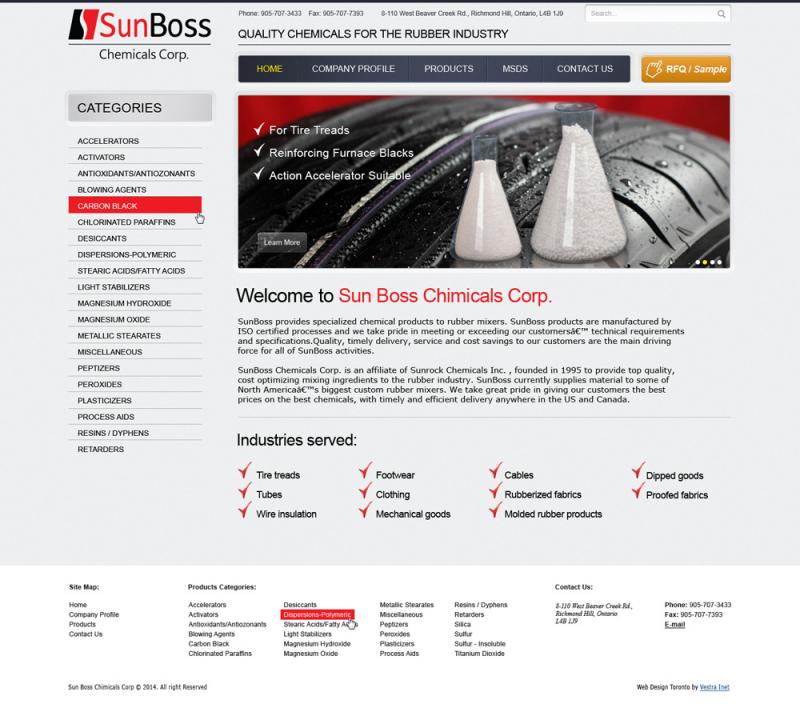 SunBoss
Chemicals Corp.
Phone: 905-707-3433 Fax: 905-707-7393 8-110 West Beaver Creek Rd., Richmond Hill, Ontario, L4B 1J9
Search...
QUALITY CHEMICALS FOR THE RUBBER INDUSTRY
HOME COMPANY PROFILE PRODUCTS MSDS CONTACT US
RFQ / Sample
CATEGORIES
ACCELERATORS
ACTIVATORS
ANTIOXIDANTS/ANTIOZONANTS
BLOWING AGENTS
CARBON BLACK
CHLORINATED PARAFFINS
DESICCANTS
DISPERSIONS-POLYMERIC
STEARIC ACIDS/FATTY ACIDS
LIGHT STABILIZERS
MAGNESIUM HYDROXIDE
MAGNESIUM OXIDE
METALLIC STEARATES
MISCELLANEOUS
PEPTIZERS
PEROXIDES
PLASTICIZERS
PROCESS AIDS
RESINS / DYPHENS
RETARDERS
For Tire Treads
Reinforcing Furnace Blacks
Action Accelerator Suitable
Learn More
Welcome to Sun Boss Chimicals Corp.
SunBoss provides specialized chemical products to rubber mixers. SunBoss products are manufactured by
ISO certified processes and we take pride in meeting or exceeding our customersâ€™ technical requirements
and specifications.Quality, timely delivery, service and cost savings to our customers are the main driving
force for all of SunBoss activities.
SunBoss Chemicals Corp. is an affiliate of Sunrock Chemicals Inc. , founded in 1995 to provide top quality,
cost optimizing mixing ingredients to the rubber industry. SunBoss currently supplies material to some of
North Americaâ€™s biggest custom rubber mixers. We take great pride in giving our customers the best
prices on the best chemicals, with timely and efficient delivery anywhere in the US and Canada.
Industries served:
Tire treads Footwear Cables Dipped goods
Tubes Clothing Rubberized fabrics Proofed fabrics
Wire insulation Mechanical goods Molded rubber products
Site Map:
Home
Company Profile
Products
Contact Us
Products Categories:
Accelerators
Activators
Antioxidants/Antiozonants
Blowing Agents
Carbon Black
Chlorinated Paraffins
Desiccants
Dispersions-Polymeric
Stearic Acids/Fatty Acids
Light Stabilizers
Magnesium Hydroxide
Magnesium Oxide
Metallic Stearates
Miscellaneous
Peptizers
Peroxides
Plasticizers
Process Aids
Resins / Dyphens
Retarders
Silica
Sulfur
Sulfur - Insoluble
Titanium Dioxide
Contact Us:
8-110 West Beaver Creek Rd.,
Richmond Hill, Ontario
L4B 1J9
Phone: 905-707-3433
Fax: 905-707-7393
E-mail
Sun Boss Chimicals Corp © 2014. All right Reserved
Web Design Toronto by Vestra Inet